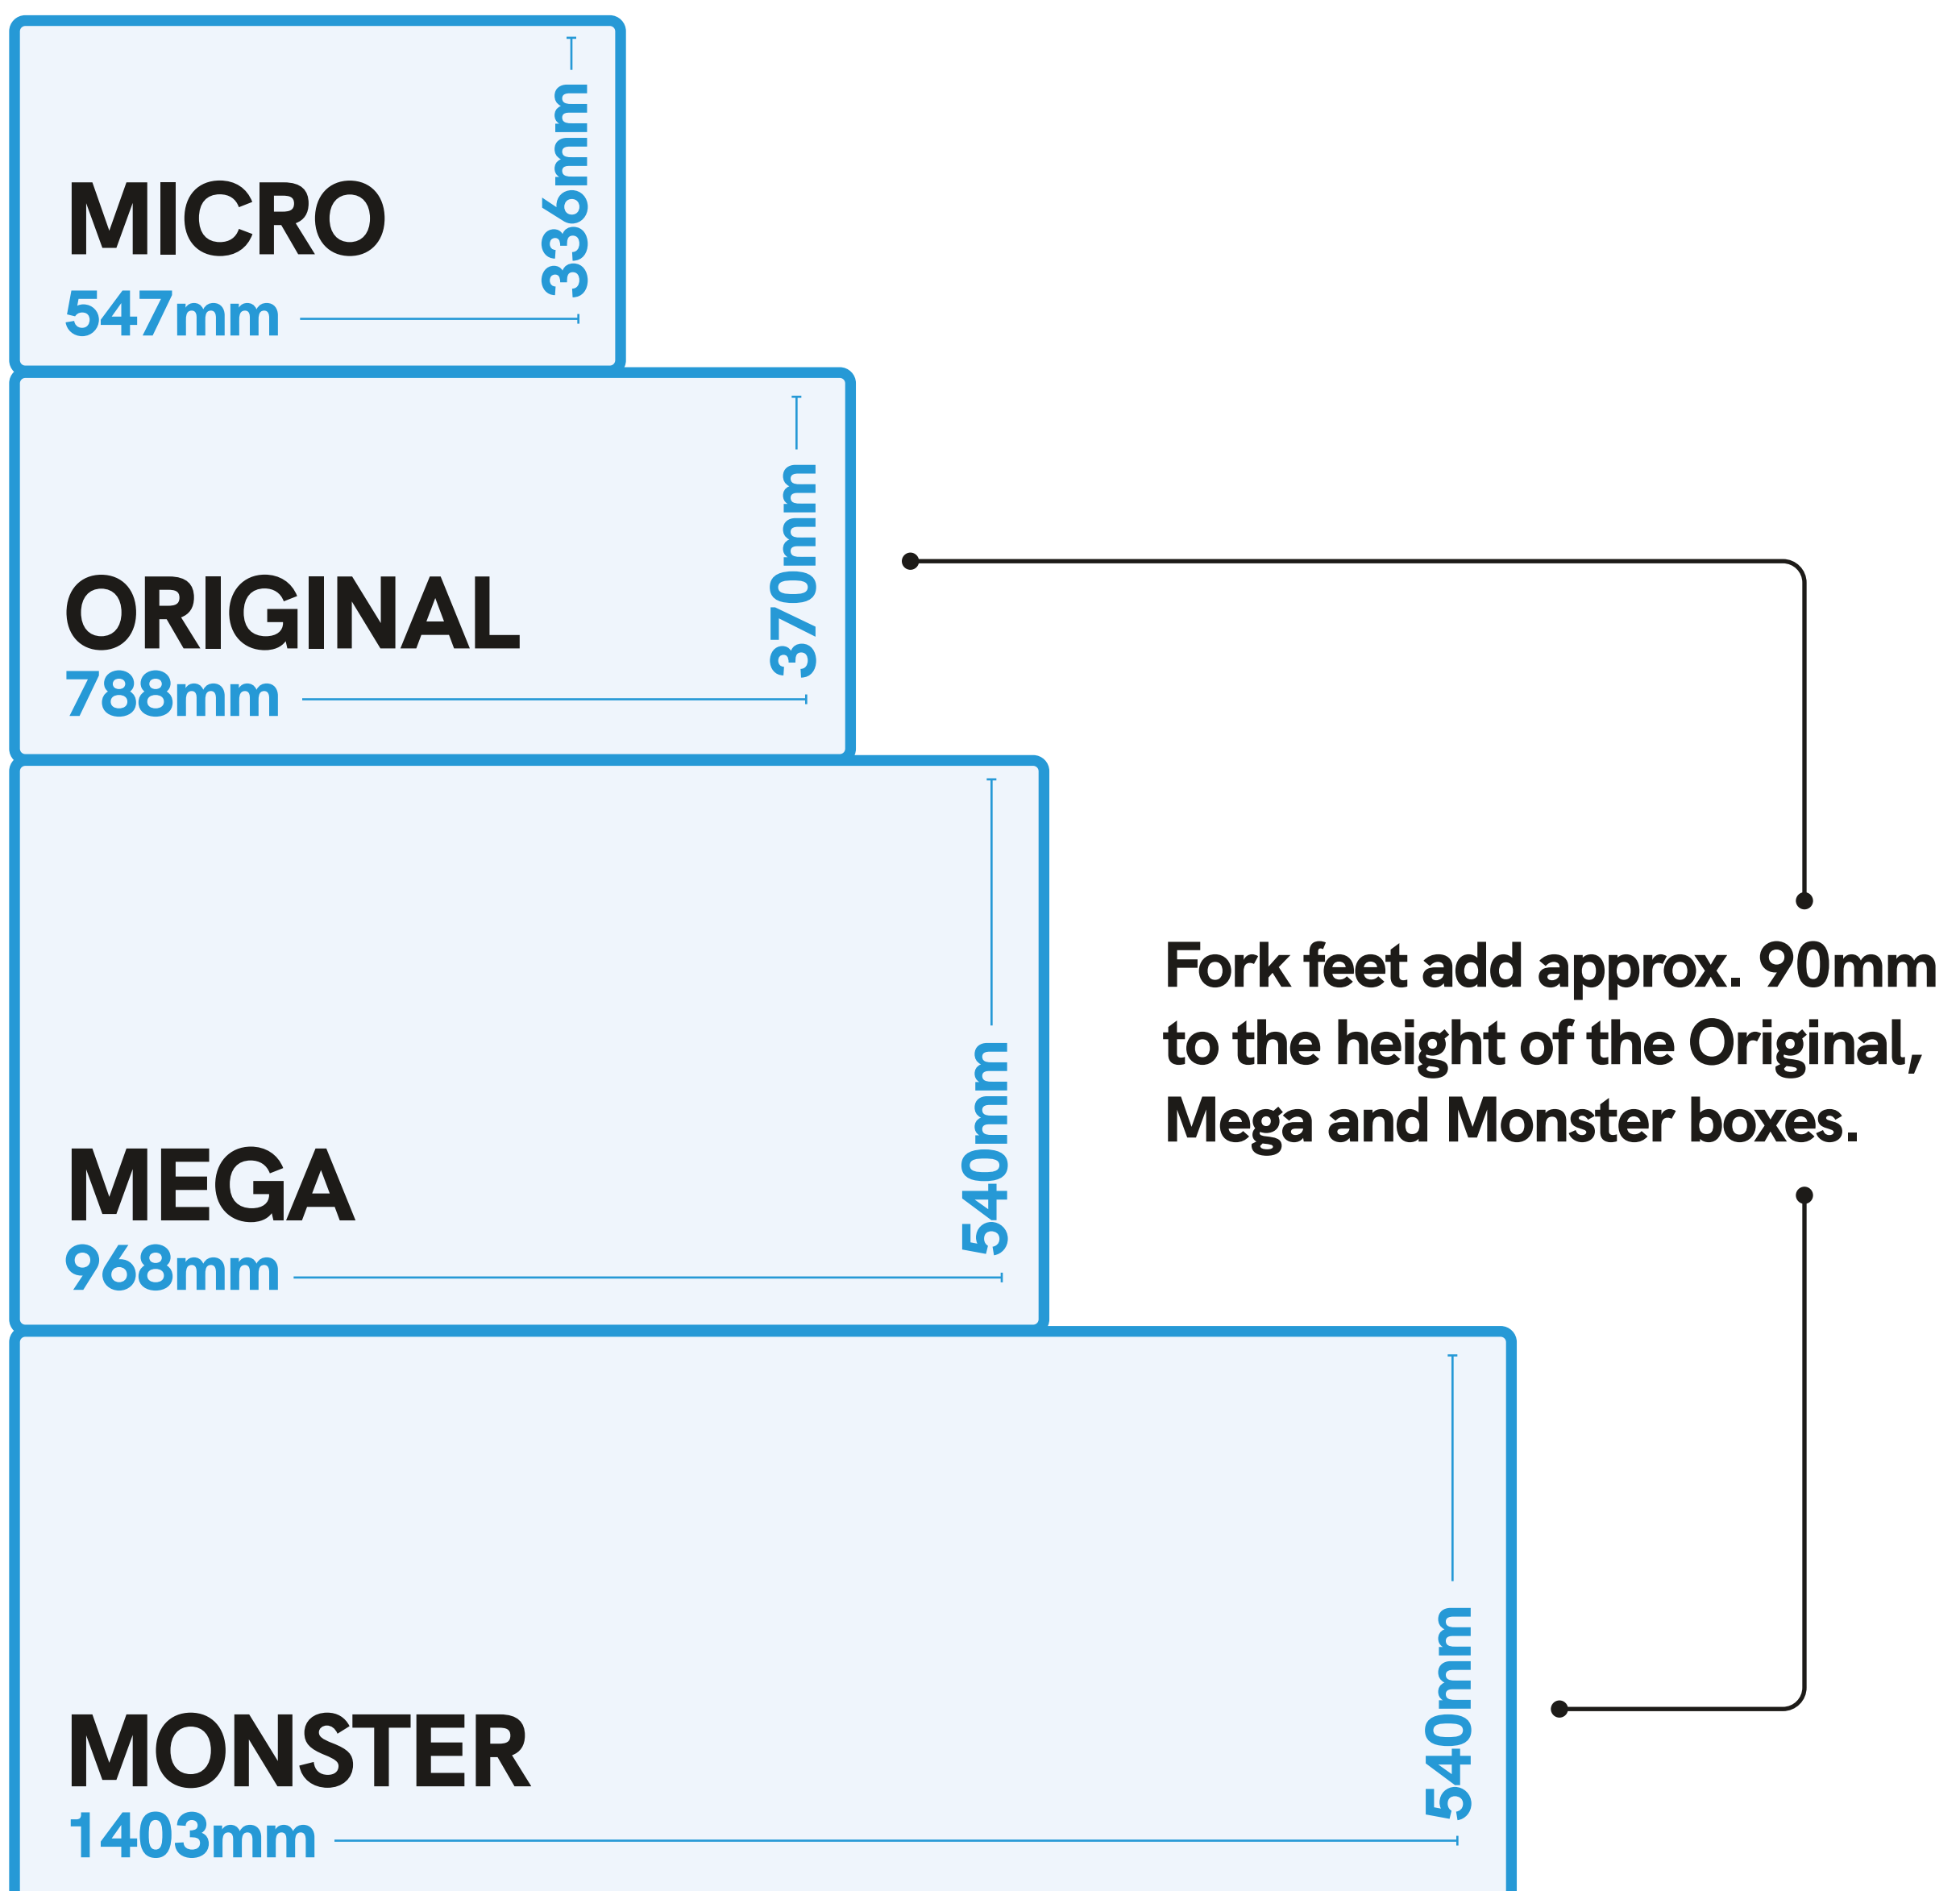 MICRO
547mm
336mm
ORIGINAL
788mm
370mm
Fork feet add approx. 90mm
to the height of the Original,
Mega and Monster boxes.
MEGA
968mm
540mm
MONSTER
1403mm
540mm